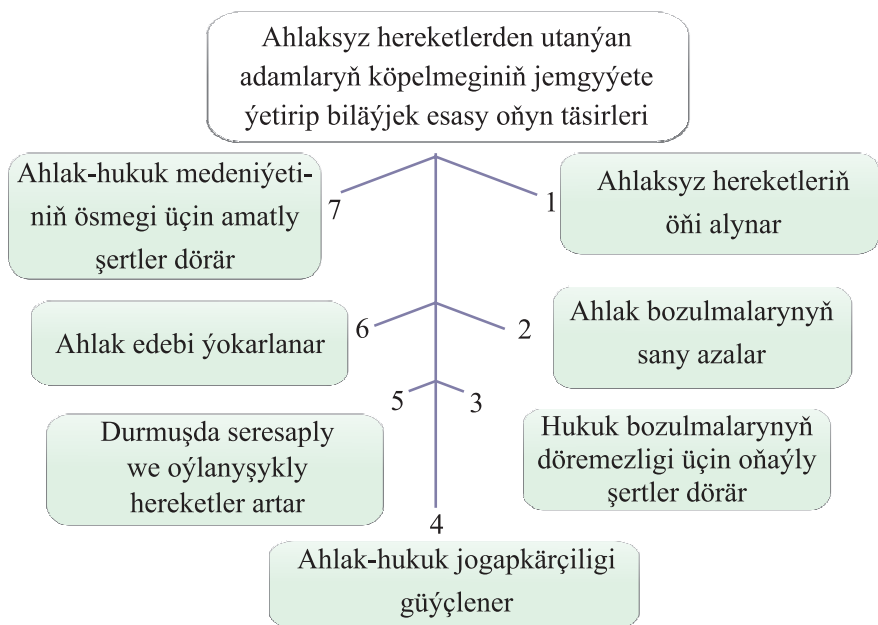 Ahlaksyz hereketlerden utanýan
adamlaryň köpelmeginiň jemgyýete
ýetirip biläýjek esasy oňyn täsirleri
1
Ahlaksyz hereketleriň
öňi alynar
2
Ahlak bozulmalarynyň
sany azalar
3
Hukuk bozulmalarynyň
döremezligi üçin oňaýly
şertler dörär
4
Ahlak-hukuk jogapkärçiligi
güýçlener
5
Durmuşda seresaply
we oýlanyşykly
hereketler artar
6
Ahlak edebi ýokarlanar
7
Ahlak-hukuk medeniýeti-
niň ösmegi üçin amatly
şertler dörär